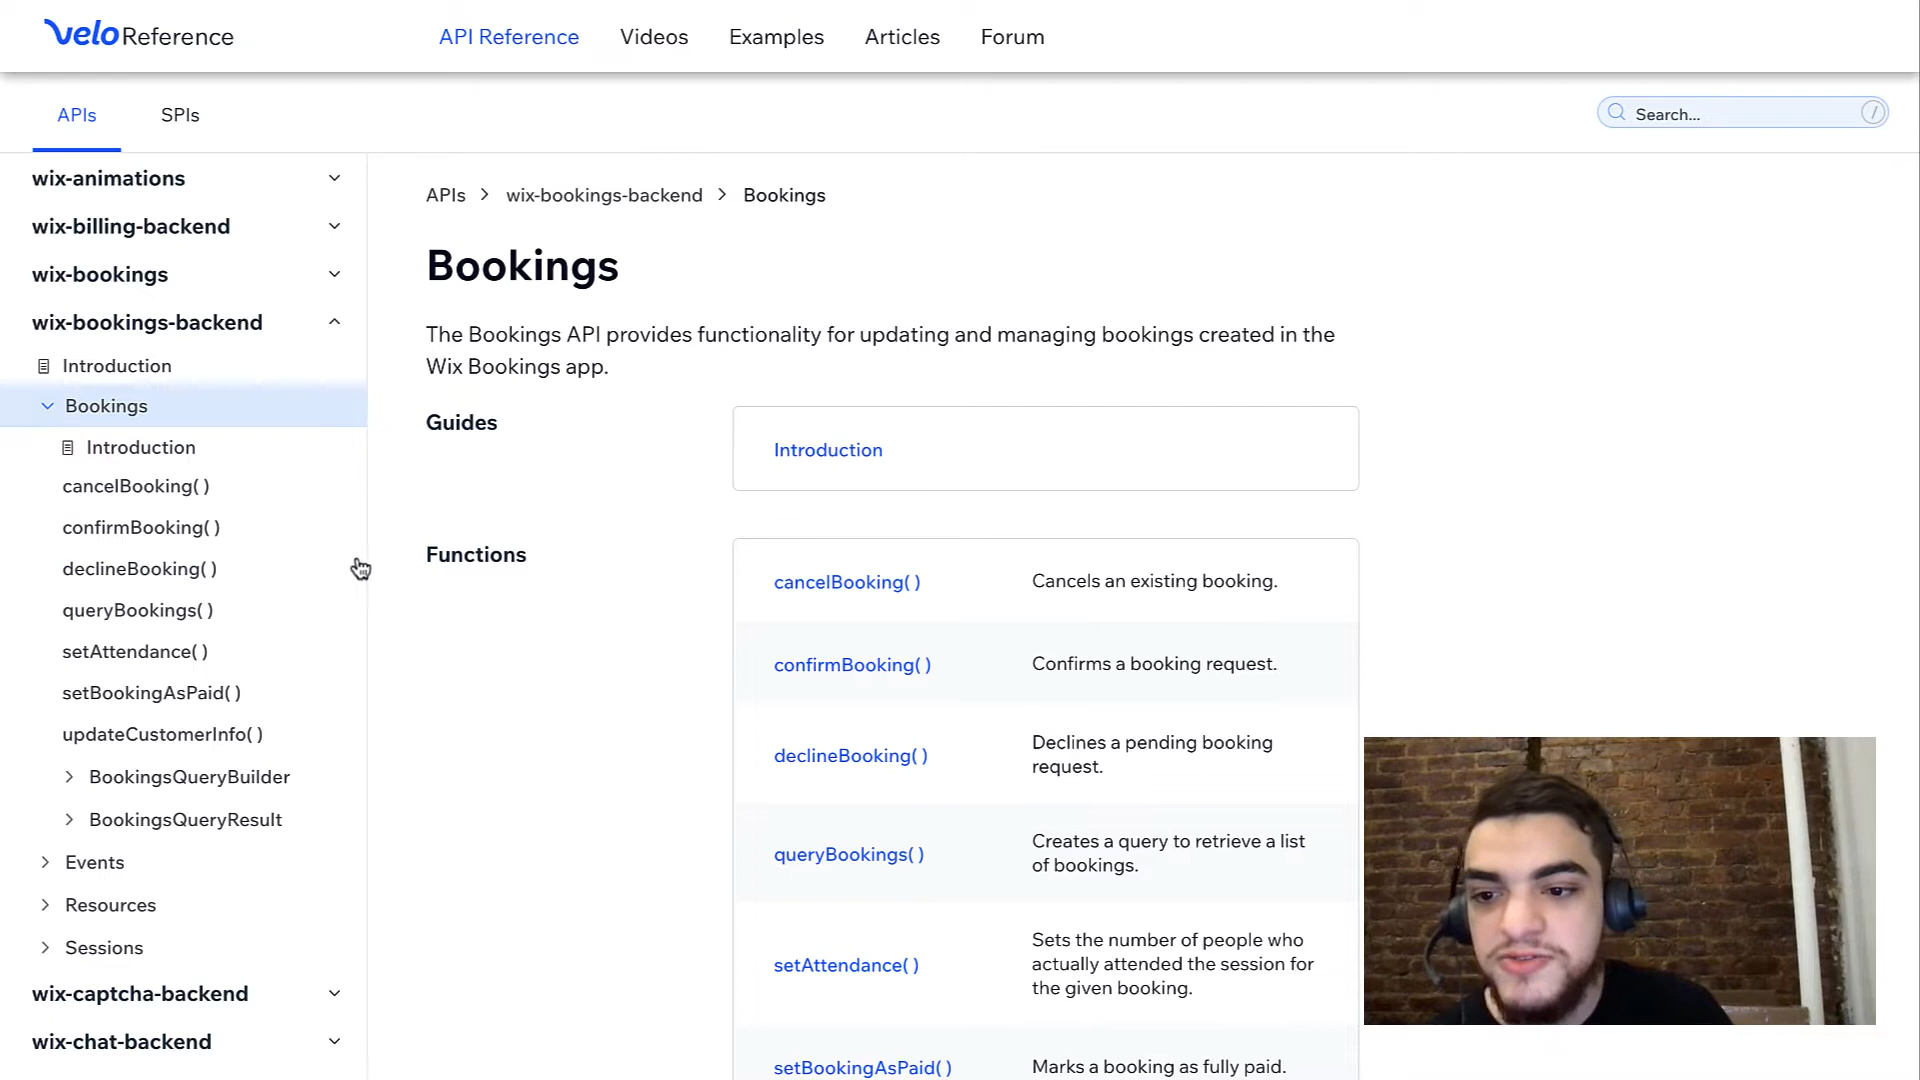 velo Reference
API Reference
Videos
Examples
Articles
Forum
APIs
SPIs
Search...
/
wix-animations
wix-billing-backend
wix-bookings
wix-bookings-backend
Introduction
Bookings
Introduction
cancelBooking( )
confirmBooking( )
declineBooking( )
queryBookings( )
setAttendance( )
setBookingAsPaid( )
updateCustomerInfo( )
BookingsQueryBuilder
BookingsQueryResult
Events
Resources
Sessions
wix-captcha-backend
wix-chat-backend
APIs > wix-bookings-backend > Bookings
Bookings
The Bookings API provides functionality for updating and managing bookings created in the
Wix Bookings app.
Guides
Introduction
Functions
cancelBooking( )
Cancels an existing booking.
confirmBooking( )
Confirms a booking request.
declineBooking( )
Declines a pending booking
request.
queryBookings( )
Creates a query to retrieve a list
of bookings.
setAttendance( )
Sets the number of people who
actually attended the session for
the given booking.
setBookingAsPaid( )
Marks a booking as fully paid.